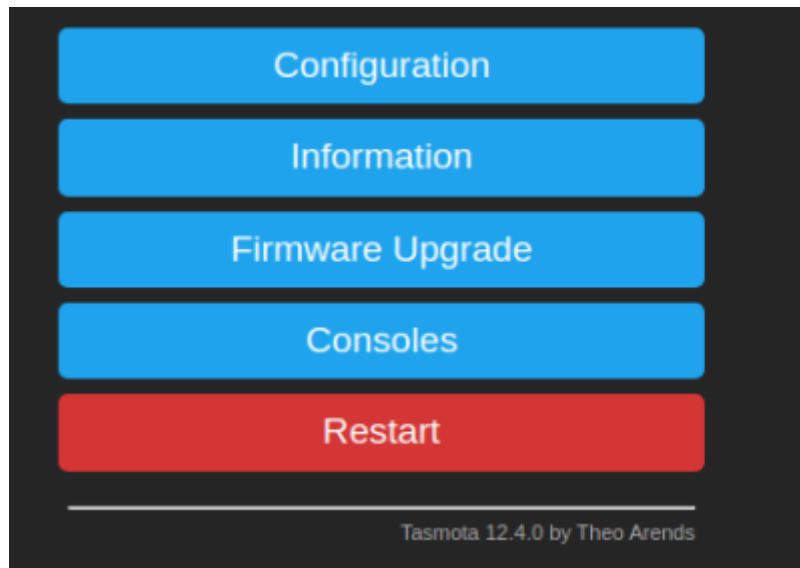 Configuration
Information
Firmware Upgrade
Consoles
Restart
Tasmota 12.4.0 by Theo Arends